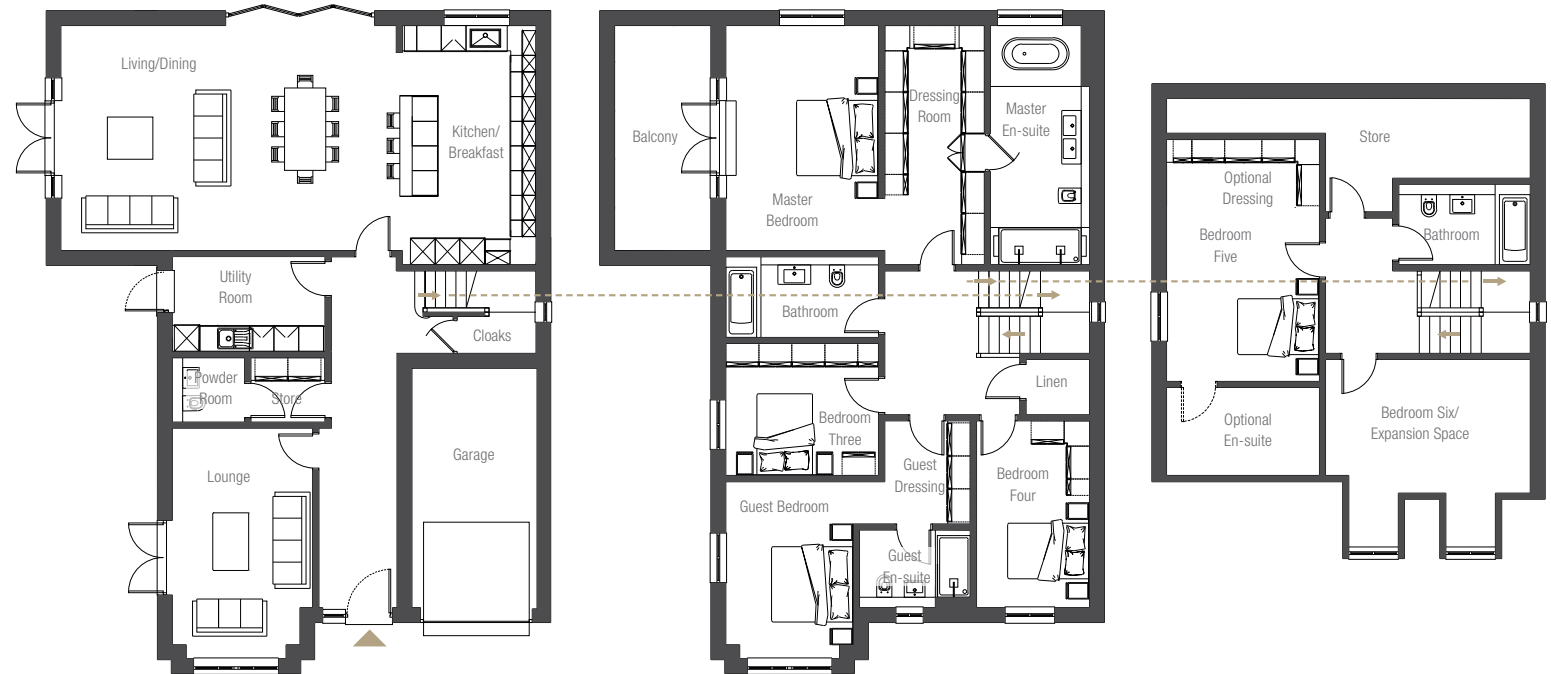 Living/Dining
Kitchen/
Breakfast
Utility
Room
Cloaks
Powder
Room
Store
Lounge
Garage
Balcony
Master
Bedroom
Dressing
Room
Master
En-suite
Bathroom
Linen
Bedroom
Three
Guest
Dressing
Bedroom
Four
Guest Bedroom
Guest
En-suite
Store
Optional
Dressing
Bedroom
Five
Bathroom
Optional
En-suite
Bedroom Six/
Expansion Space